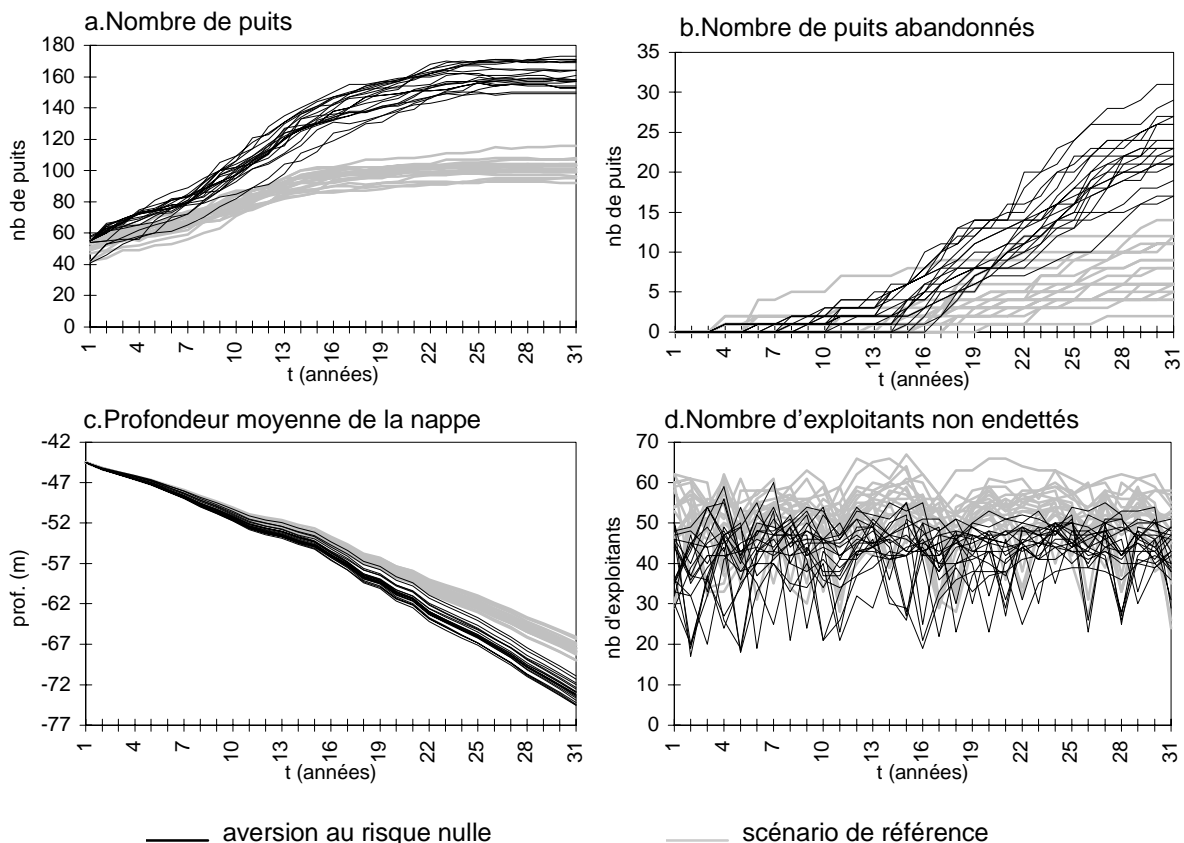 a.Nombre de puits
180
160
140
120
100
80
60
40
20
0
nb de puits
1 4 7 10 13 16 19 22 25 28 31
t (années)
b.Nombre de puits abandonnés
35
30
25
20
15
10
5
0
nb de puits
1 4 7 10 13 16 19 22 25 28 31
t (années)
c.Profondeur moyenne de la nappe
-42
-47
-52
-57
-62
-67
-72
-77
prof. (m)
1 4 7 10 13 16 19 22 25 28 31
t (années)
d.Nombre d'exploitants non endettés
70
60
50
40
30
20
10
0
nb d'exploitants
1 4 7 10 13 16 19 22 25 28 31
t (années)
aversion au risque nulle
scénario de référence